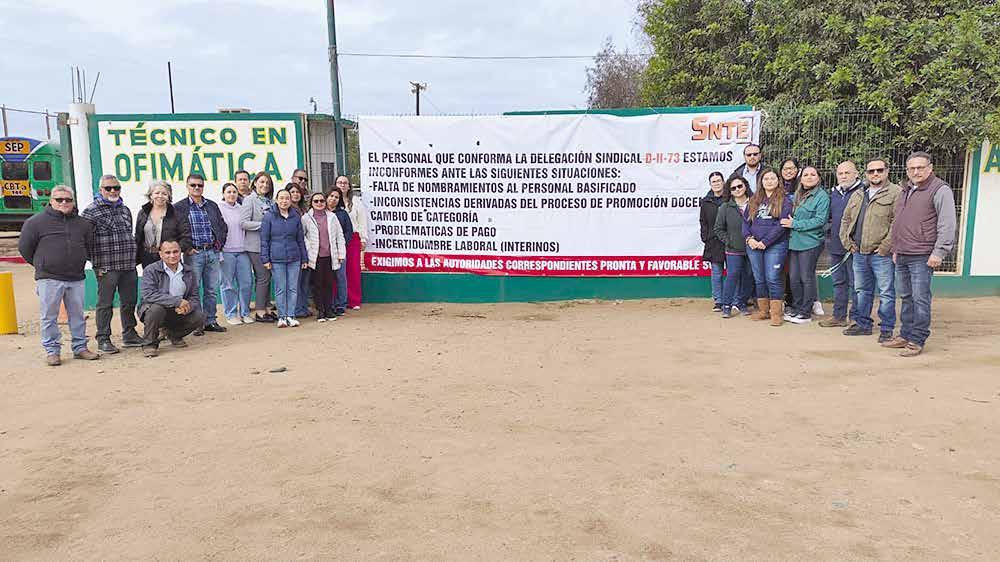 SEP
CBTa
TÉCNICO EN
OFIMÁTICA
SNTE
EL PERSONAL QUE CONFORMA LA DELEGACIÓN SINDICAL D-II-73 ESTAMOS
INCONFORMES ANTE LAS SIGUIENTES SITUACIONES:
-FALTA DE NOMBRAMIENTOS AL PERSONAL BASIFICADO
-INCONSISTENCIAS DERIVADAS DEL PROCESO DE PROMOCIÓN DOCE
CAMBIO DE CATEGORÍA
-PROBLEMATICAS DE PAGO
-INCERTIDUMBRE LABORAL (INTERINOS)
EXIGIMOS A LAS AUTORIDADES CORRESPONDIENTES PRONTA Y FAVORABLE S
A